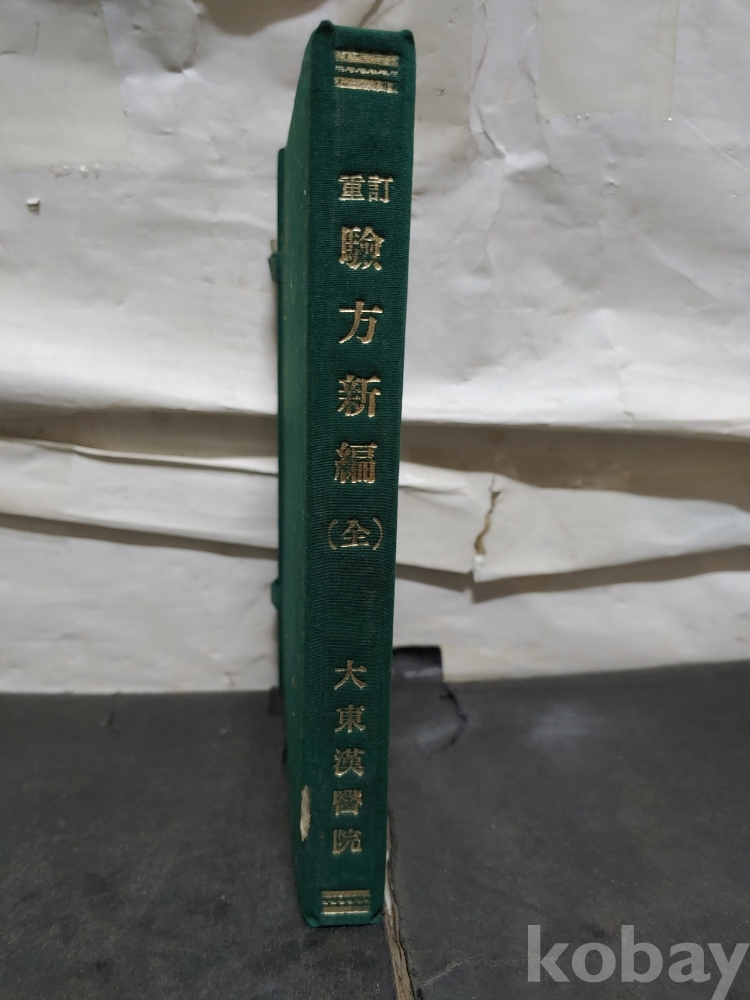 重訂
驗方新編
(全)
大東漢醫院
kobay